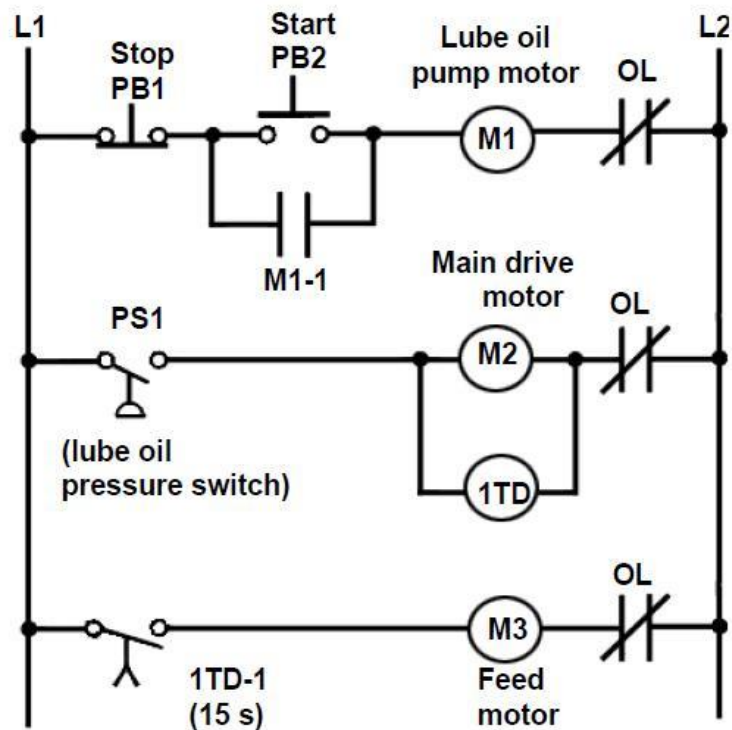 L1
L2
Stop
PB1
Start
PB2
Lube oil
pump motor
OL
M1
M1-1
Main drive
motor
OL
PS1
M2
(lube oil
pressure switch)
1TD
OL
M3
1TD-1
(15 s)
Feed
motor